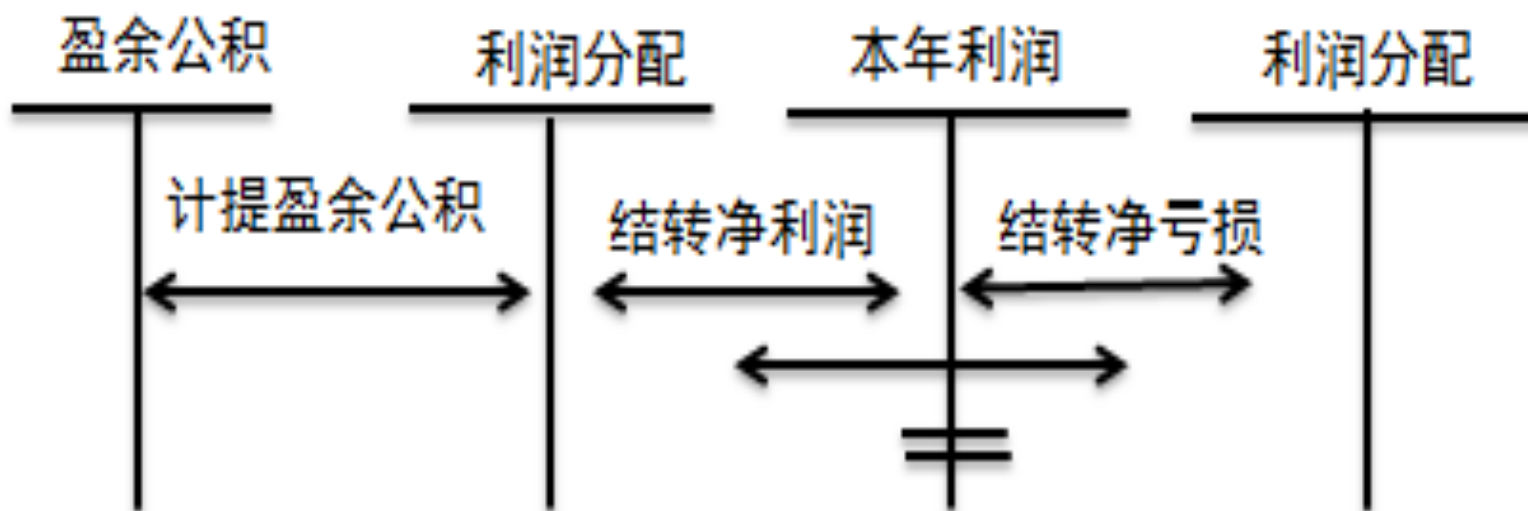 盈余公积
利润分配
本年利润
利润分配
计提盈余公积
结转净利润
结转净亏损